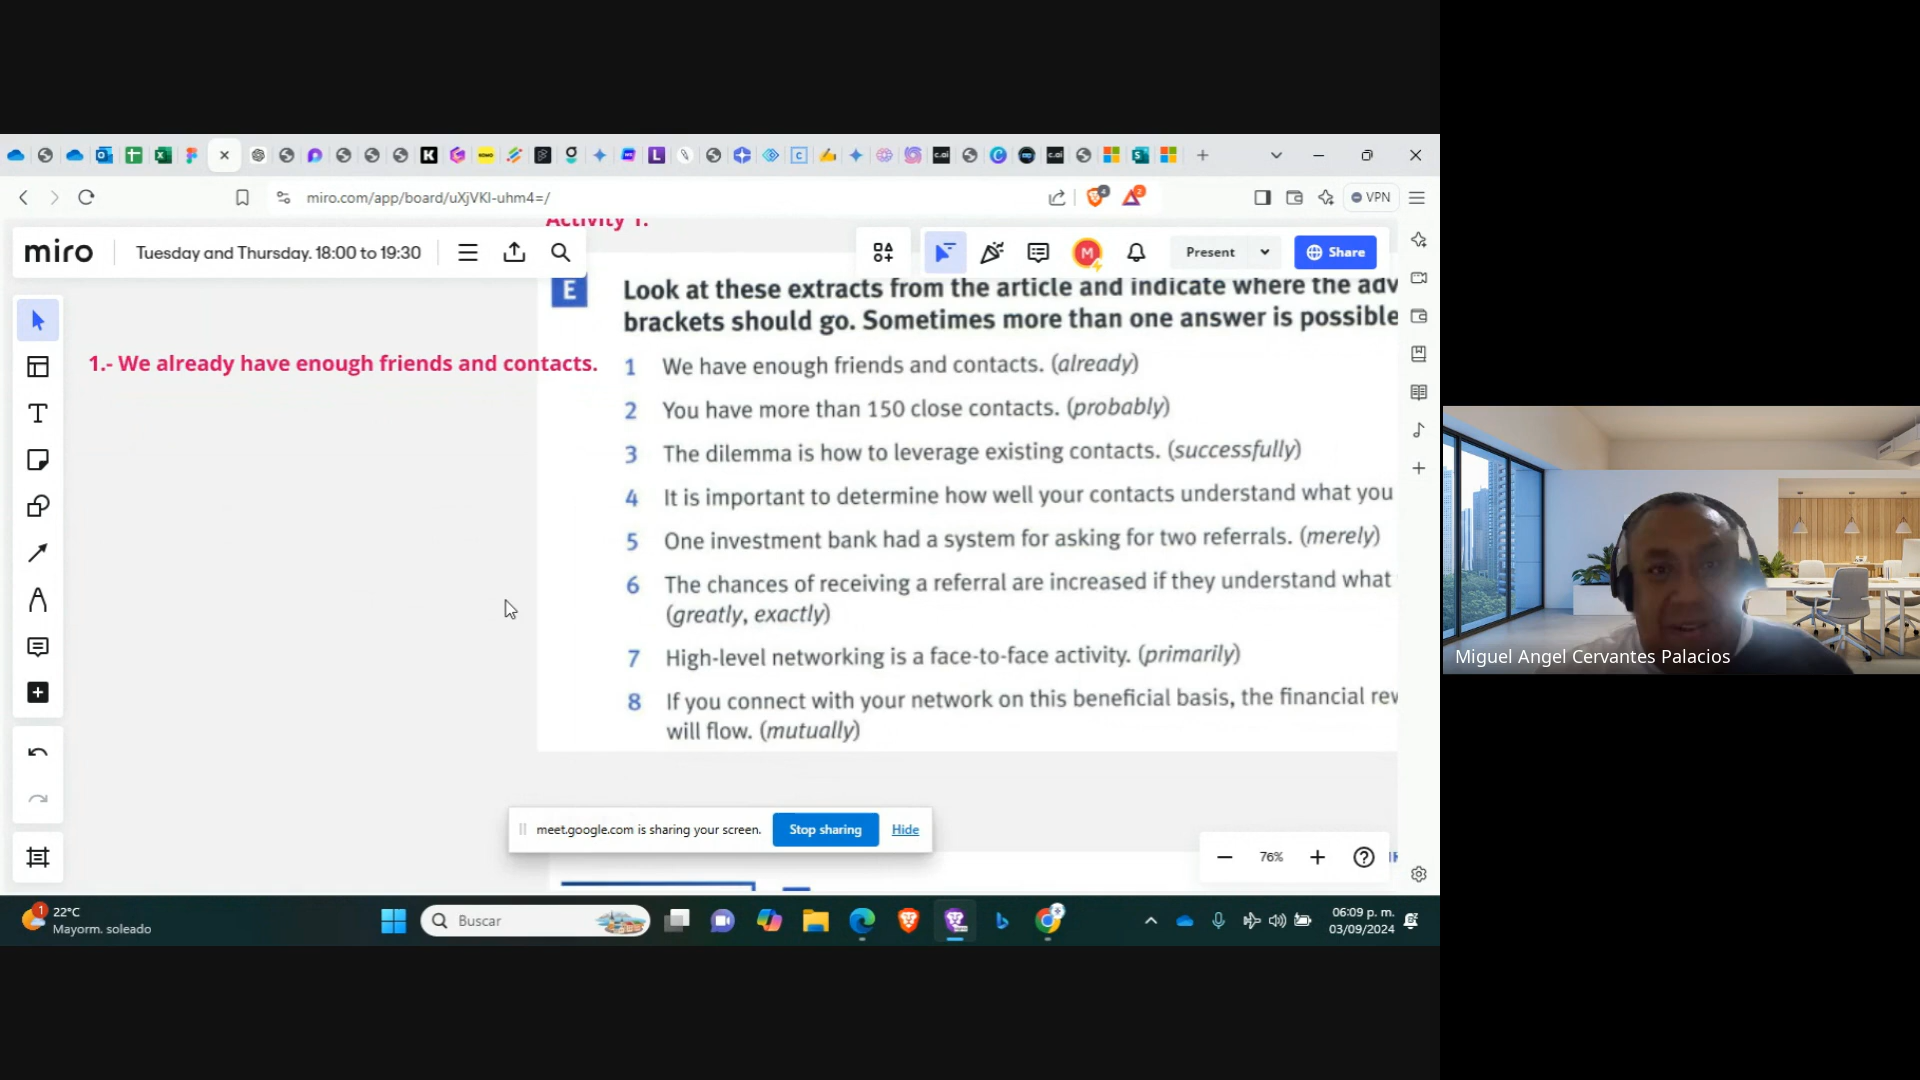 miro.com/app/board/uXjVKl-uhm4=/
VPN
Activity 1.
miro
Tuesday and Thursday. 18:00 to 19:30
M
Present
Share
E
Look at these extracts from the article and indicate where the adv
brackets should go. Sometimes more than one answer is possible
1.- We already have enough friends and contacts.
1 We have enough friends and contacts. (already)
2 You have more than 150 close contacts. (probably)
3 The dilemma is how to leverage existing contacts. (successfully)
4 It is important to determine how well your contacts understand what you
5 One investment bank had a system for asking for two referrals. (merely)
6 The chances of receiving a referral are increased if they understand what
(greatly, exactly)
7 High-level networking is a face-to-face activity. (primarily)
8 If you connect with your network on this beneficial basis, the financial rev
will flow. (mutually)
Miguel Angel Cervantes Palacios
meet.google.com is sharing your screen.
Stop sharing
Hide
76%
1
22°C
Mayorm. soleado
Buscar
06:09 p. m.
03/09/2024